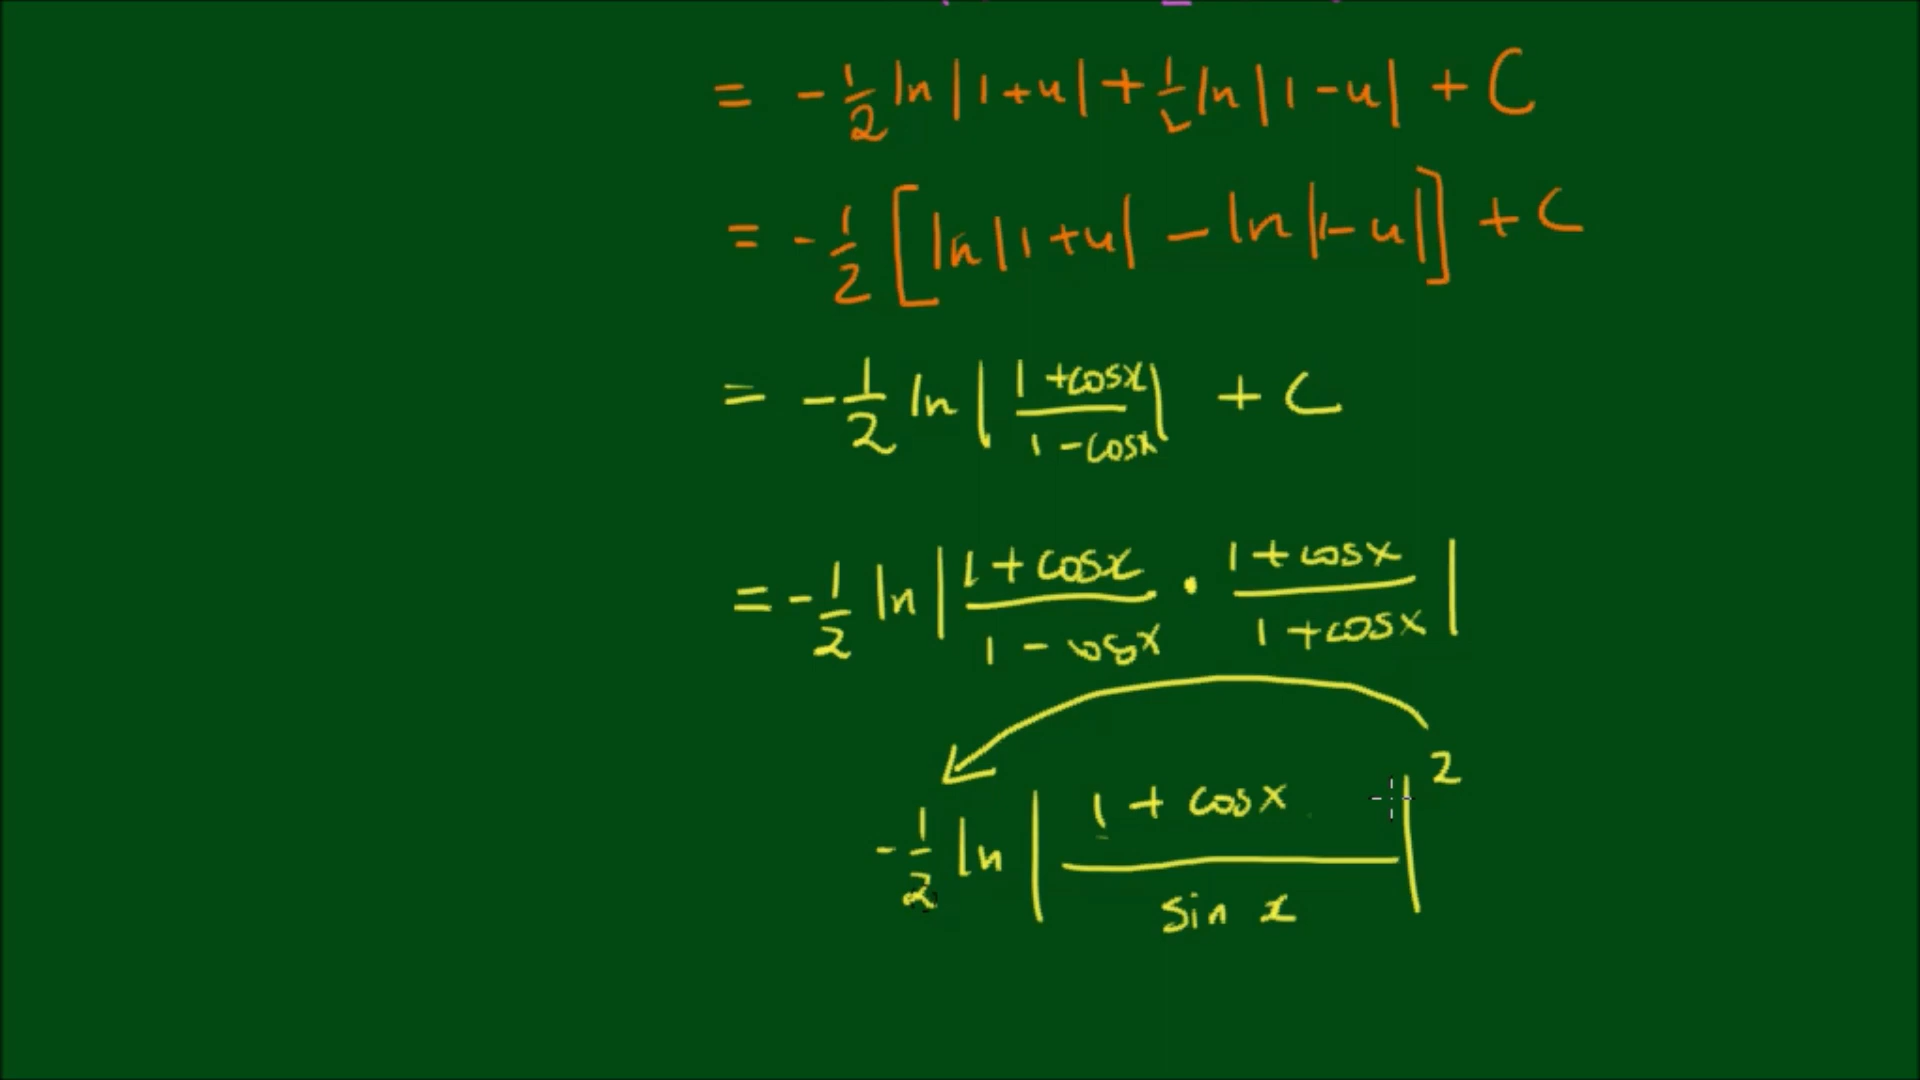 = - 1/2 ln |1+u| + 1/2 ln |1-u| + C
= - 1/2 [ln |1+u| - ln |1-u|] + C
= - 1/2 ln |(1+cosx)/(1-cosx)| + C
= - 1/2 ln |(1+cosx)/(1-cosx) · (1+cosx)/(1+cosx)|
- 1/2 ln |(1+cosx)/(sin x)|²